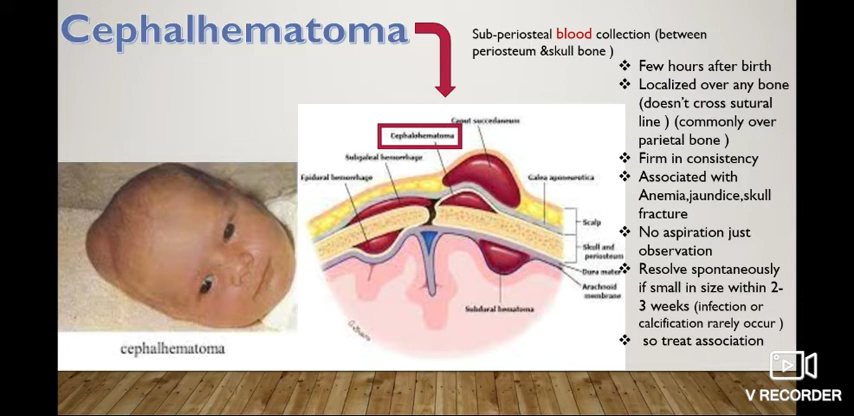 Cephalhematoma
Sub-periosteal blood collection (between
periosteum &skull bone )
❖ Few hours after birth
❖ Localized over any bone
(doesn't cross sutural
line ) (commonly over
parietal bone )
❖ Firm in consistency
❖ Associated with
Anemia,jaundice,skull
fracture
❖ No aspiration just
observation
❖ Resolve spontaneously
if small in size within 2-
3 weeks (infection or
calcification rarely occur )
❖ so treat association
Caput succedaneum
Cephalohematoma
Subgaleal hemorrhage
Epidural hemorrhage
Galea aponeurotica
Scalp
Skull and
periosteum
Dura mater
Arachnoid
membrane
Subdural hematoma
cephalhematoma
V RECORDER